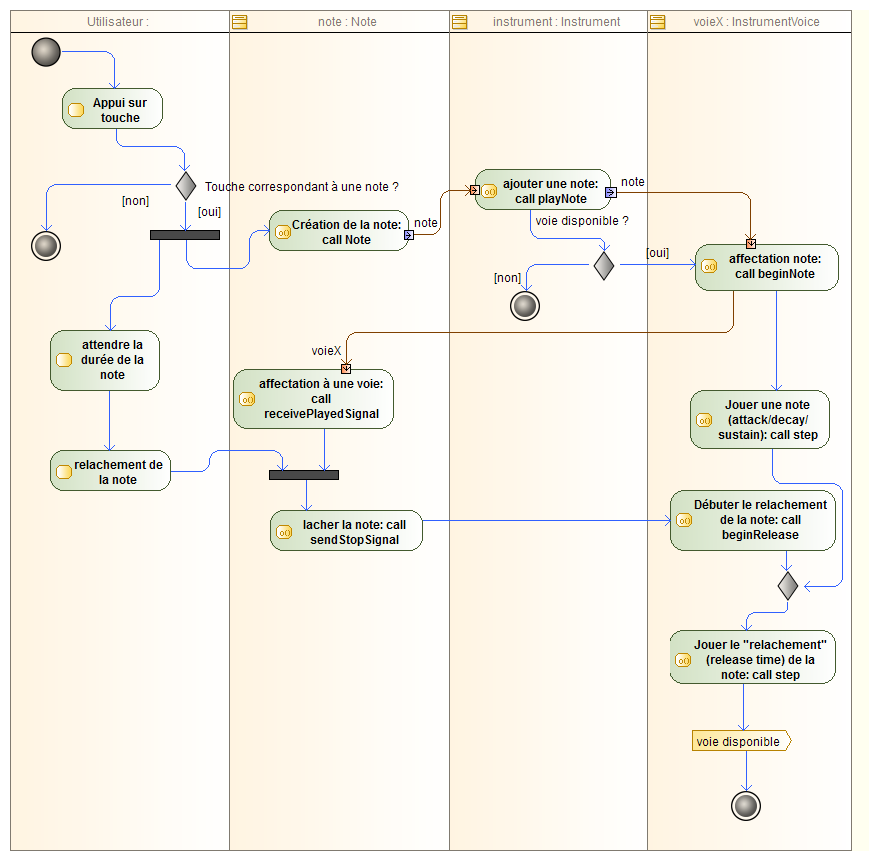 Utilisateur :
note : Note
instrument : Instrument
voieX : InstrumentVoice
Appui sur
touche
Touche correspondant à une note ?
[non]
[oui]
Création de la note:
call Note
note
ajouter une note:
call playNote
note
voie disponible ?
[non]
[oui]
affectation note:
call beginNote
attendre la
durée de la
note
voieX
affectation à une voie:
call
receivePlayedSignal
Jouer une note
(attack/decay/
sustain): call step
relachement de
la note
lacher la note: call
sendStopSignal
Débuter le relachement
de la note: call
beginRelease
Jouer le "relachement"
(release time) de la
note: call step
voie disponible